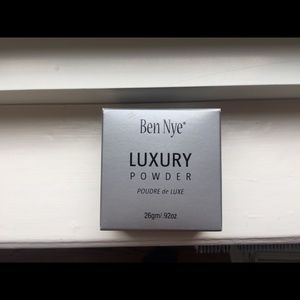 Ben Nye*
LUXURY
POWDER
POUDRE de LUXE
26gm/.92oz